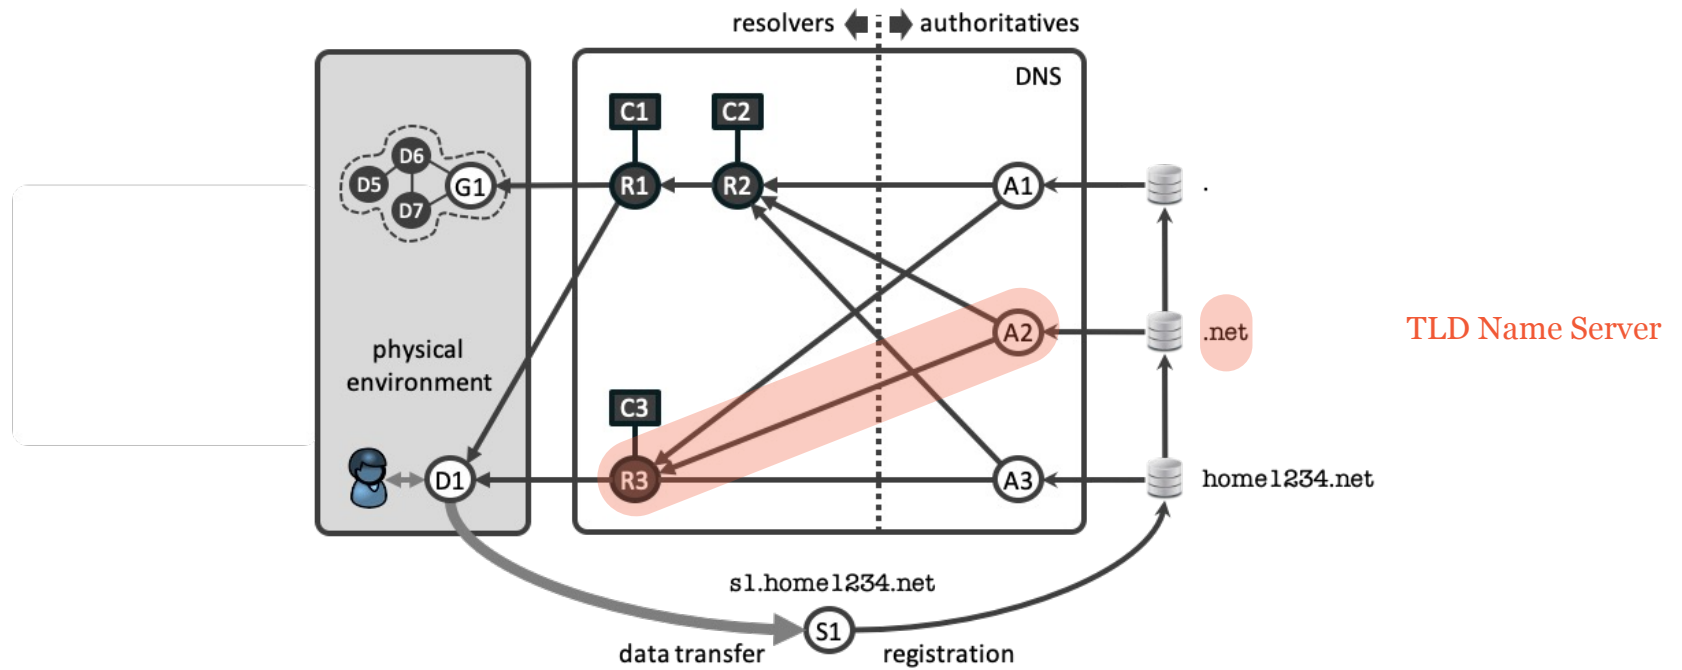 resolvers
authoritatives
DNS
C1
C2
D6
D5
G1
D7
R1
R2
A1
.
physical
environment
A2
.net
TLD Name Server
C3
D1
R3
A3
home1234.net
s1.home1234.net
S1
data transfer
registration